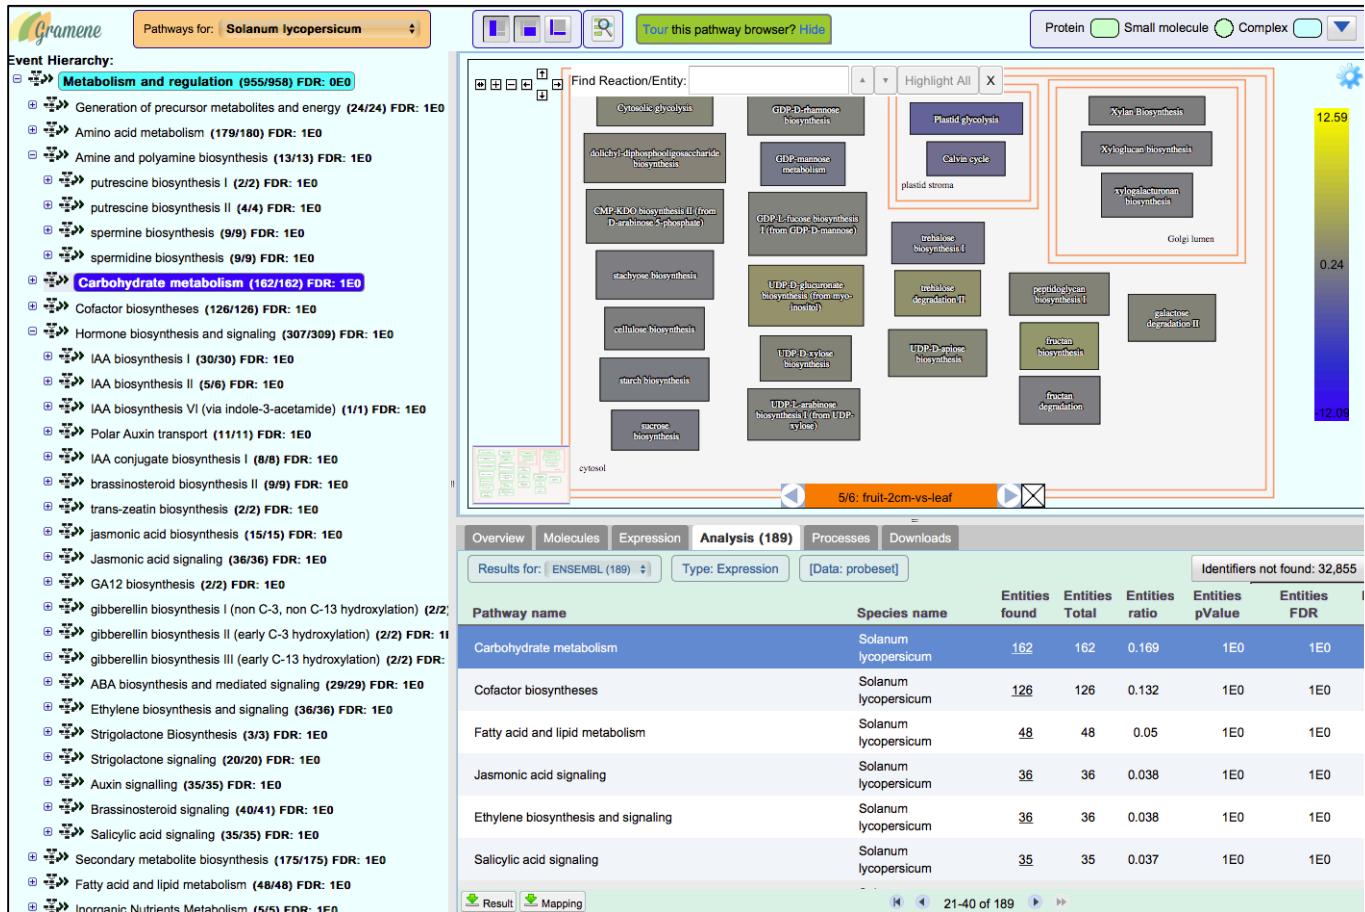 Gramene
Pathways for: Solanum lycopersicum
Tour this pathway browser? Hide
Protein Small molecule Complex
Event Hierarchy:
Metabolism and regulation (955/958) FDR: 0E0
Generation of precursor metabolites and energy (24/24) FDR: 1E0
Amino acid metabolism (179/180) FDR: 1E0
Amine and polyamine biosynthesis (13/13) FDR: 1E0
putrescine biosynthesis I (2/2) FDR: 1E0
putrescine biosynthesis II (4/4) FDR: 1E0
spermine biosynthesis (9/9) FDR: 1E0
spermidine biosynthesis (9/9) FDR: 1E0
Carbohydrate metabolism (162/162) FDR: 1E0
Cofactor biosyntheses (126/126) FDR: 1E0
Hormone biosynthesis and signaling (307/309) FDR: 1E0
IAA biosynthesis I (30/30) FDR: 1E0
IAA biosynthesis II (5/6) FDR: 1E0
IAA biosynthesis VI (via indole-3-acetamide) (1/1) FDR: 1E0
Polar Auxin transport (11/11) FDR: 1E0
IAA conjugate biosynthesis I (8/8) FDR: 1E0
brassinosteroid biosynthesis II (9/9) FDR: 1E0
trans-zeatin biosynthesis (2/2) FDR: 1E0
jasmonic acid biosynthesis (15/15) FDR: 1E0
Jasmonic acid signaling (36/36) FDR: 1E0
GA12 biosynthesis (2/2) FDR: 1E0
gibberellin biosynthesis I (non C-3, non C-13 hydroxylation) (2/2)
gibberellin biosynthesis II (early C-3 hydroxylation) (2/2) FDR: 1
gibberellin biosynthesis III (early C-13 hydroxylation) (2/2) FDR:
ABA biosynthesis and mediated signaling (29/29) FDR: 1E0
Ethylene biosynthesis and signaling (36/36) FDR: 1E0
Strigolactone Biosynthesis (3/3) FDR: 1E0
Strigolactone signaling (20/20) FDR: 1E0
Auxin signalling (35/35) FDR: 1E0
Brassinosteroid signaling (40/41) FDR: 1E0
Salicylic acid signaling (35/35) FDR: 1E0
Secondary metabolite biosynthesis (175/175) FDR: 1E0
Fatty acid and lipid metabolism (48/48) FDR: 1E0
Inorganic Nutrients Metabolism (5/5) FDR: 1E0
Find Reaction/Entity: Highlight All X
Cytosolic glycolysis
dolichyl-diphosphooligosaccharide
biosynthesis
CMP-KDO biosynthesis II (from
D-arabinose 5-phosphate)
stachyose biosynthesis
cellulose biosynthesis
starch biosynthesis
sucrose
biosynthesis
cytosol
GDP-D-rhamnose
biosynthesis
GDP-mannose
metabolism
GDP-L-fucose biosynthesis
I (from GDP-D-mannose)
UDP-D-glucuronate
biosynthesis (from myo-
inositol)
UDP-D-xylose
biosynthesis
UDP-L-arabinose
biosynthesis I (from UDP-
xylose)
Plastid glycolysis
Calvin cycle
plastid stroma
trehalose
biosynthesis I
trehalose
degradation II
UDP-D-apiose
biosynthesis
Xylan Biosynthesis
Xyloglucan biosynthesis
xylogalacturonan
biosynthesis
Golgi lumen
peptidoglycan
biosynthesis I
fructan
biosynthesis
fructan
degradation
galactose
degradation II
12.59
0.24
-12.09
5/6: fruit-2cm-vs-leaf
Overview Molecules Expression Analysis (189) Processes Downloads
Results for: ENSEMBL (189) Type: Expression [Data: probeset] Identifiers not found: 32,855
Pathway name Species name Entities found Entities Total Entities ratio Entities pValue Entities FDR
Carbohydrate metabolism Solanum lycopersicum 162 162 0.169 1E0 1E0
Cofactor biosyntheses Solanum lycopersicum 126 126 0.132 1E0 1E0
Fatty acid and lipid metabolism Solanum lycopersicum 48 48 0.05 1E0 1E0
Jasmonic acid signaling Solanum lycopersicum 36 36 0.038 1E0 1E0
Ethylene biosynthesis and signaling Solanum lycopersicum 36 36 0.038 1E0 1E0
Salicylic acid signaling Solanum lycopersicum 35 35 0.037 1E0 1E0
Result Mapping 21-40 of 189